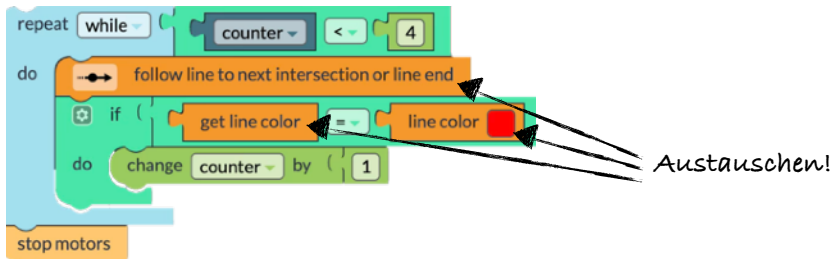 repeat while counter < 4
do follow line to next intersection or line end
if get line color = line color
do change counter by 1
Austauschen!
stop motors